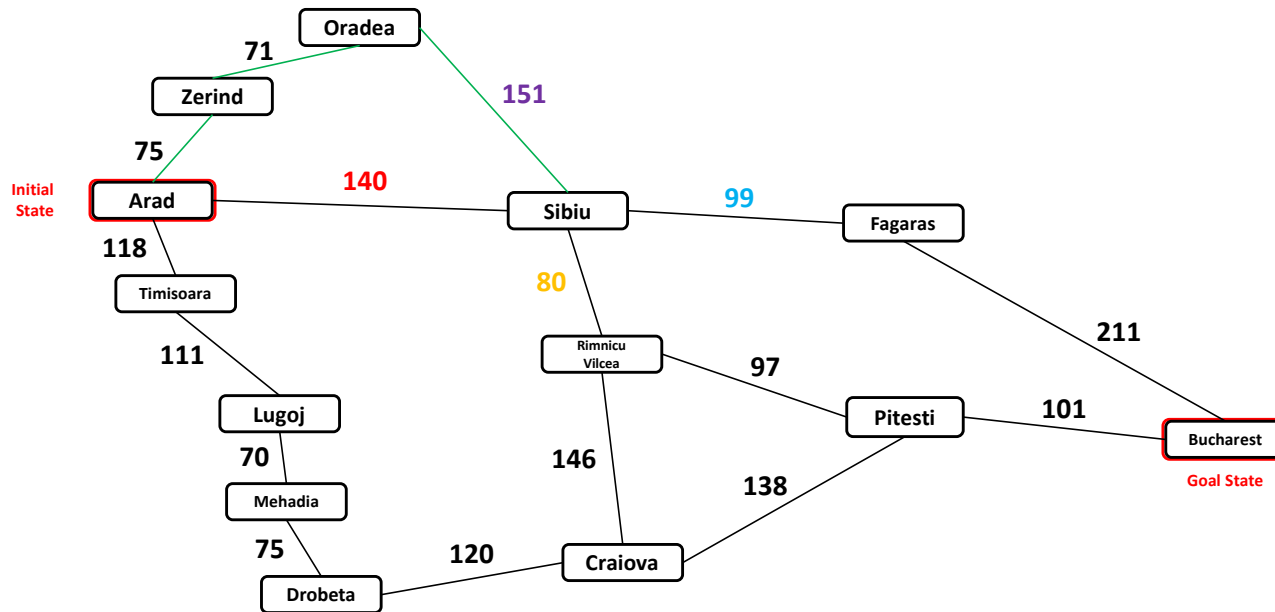 Oradea
71
Zerind
151
75
Initial
State
Arad
140
Sibiu
99
Fagaras
118
Timisoara
80
111
Rimnicu
Vilcea
97
211
Lugoj
Pitesti
101
Bucharest
70
146
138
Goal State
Mehadia
75
120
Craiova
Drobeta